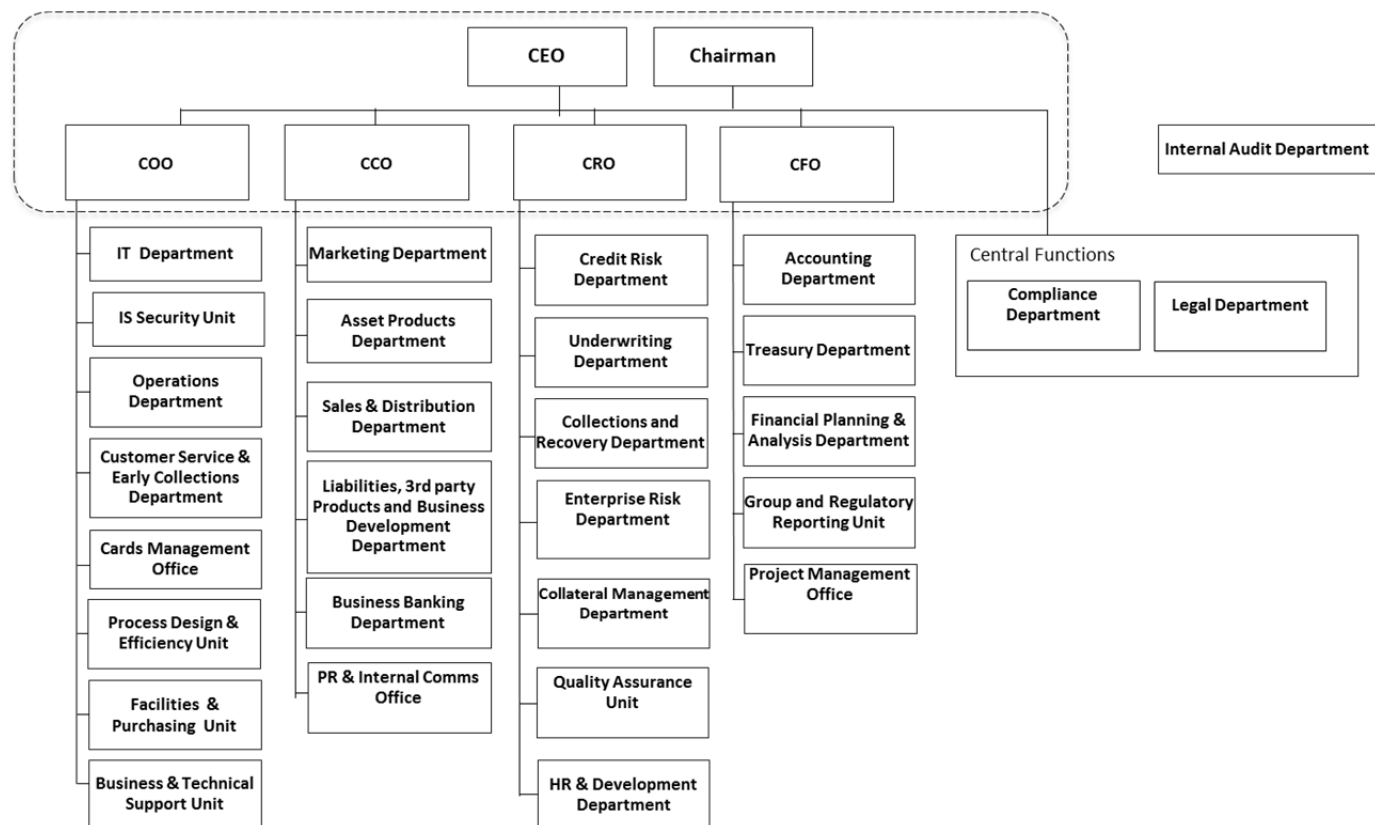 CEO
Chairman
COO
CCO
CRO
CFO
Internal Audit Department
IT Department
IS Security Unit
Operations
Department
Customer Service &
Early Collections
Department
Cards Management
Office
Process Design &
Efficiency Unit
Facilities &
Purchasing Unit
Business & Technical
Support Unit
Marketing Department
Asset Products
Department
Sales & Distribution
Department
Liabilities, 3rd party
Products and Business
Development
Department
Business Banking
Department
PR & Internal Comms
Office
Credit Risk
Department
Underwriting
Department
Collections and
Recovery Department
Enterprise Risk
Department
Collateral Management
Department
Quality Assurance
Unit
HR & Development
Department
Accounting
Department
Treasury Department
Financial Planning &
Analysis Department
Group and Regulatory
Reporting Unit
Project Management
Office
Central Functions
Compliance
Department
Legal Department